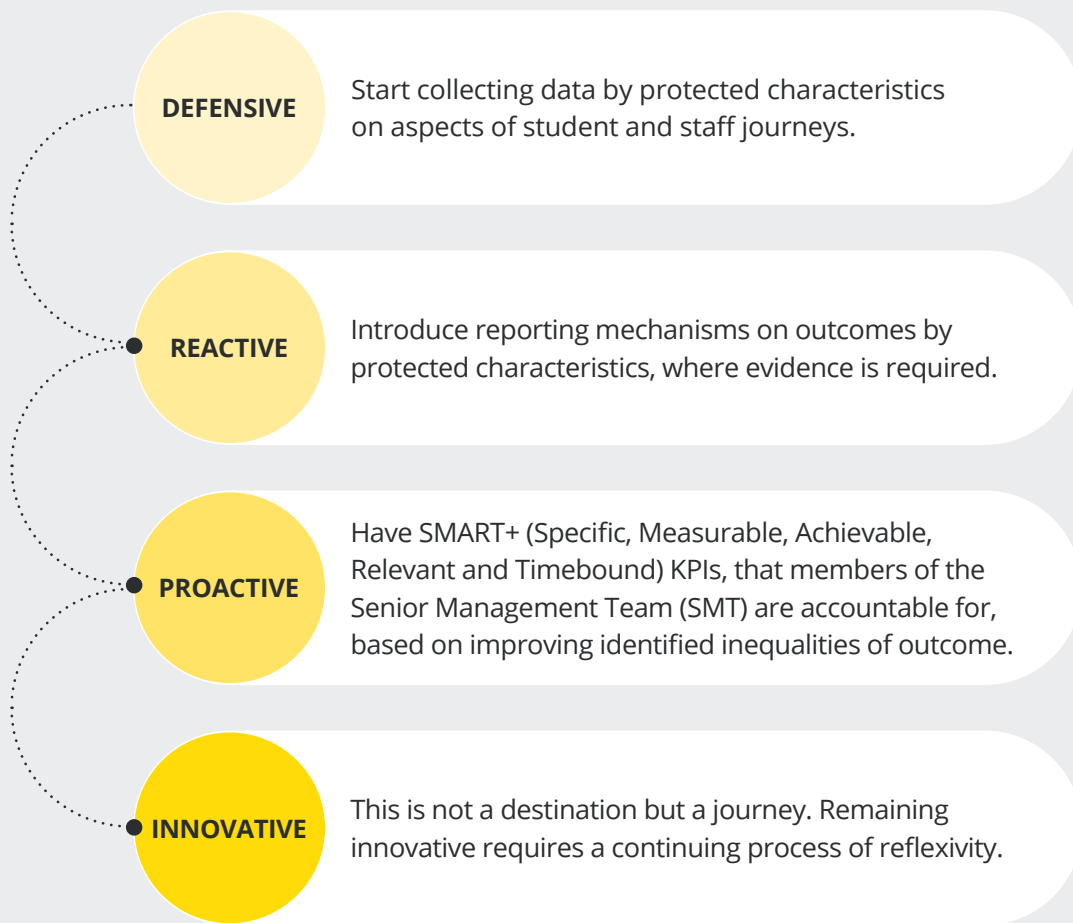 DEFENSIVE
Start collecting data by protected characteristics
on aspects of student and staff journeys.
REACTIVE
Introduce reporting mechanisms on outcomes by
protected characteristics, where evidence is required.
PROACTIVE
Have SMART+ (Specific, Measurable, Achievable,
Relevant and Timebound) KPIs, that members of the
Senior Management Team (SMT) are accountable for,
based on improving identified inequalities of outcome.
INNOVATIVE
This is not a destination but a journey. Remaining
innovative requires a continuing process of reflexivity.